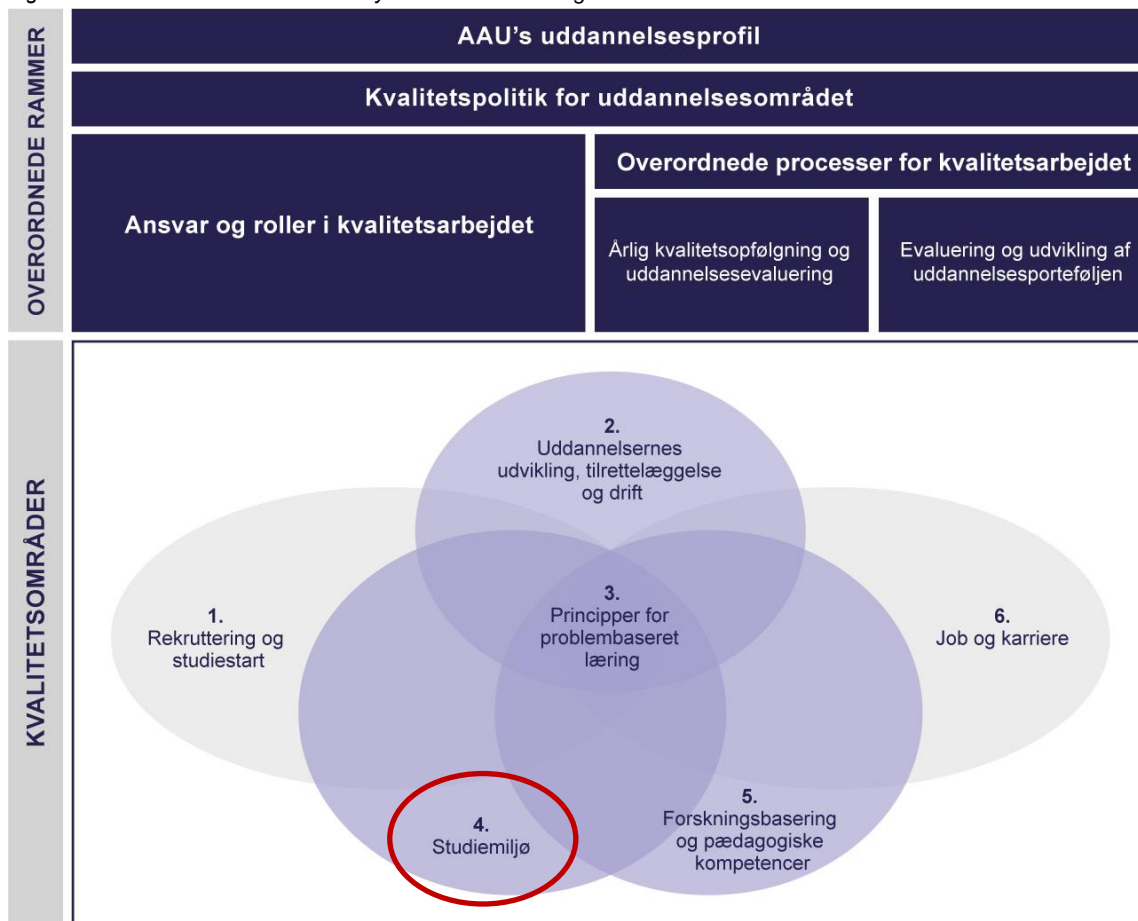 OVERORDNEDE RAMMER
AAU's uddannelsesprofil
Kvalitetspolitik for uddannelsesområdet
Ansvar og roller i kvalitetsarbejdet
Overordnede processer for kvalitetsarbejdet
Årlig kvalitetsopfølgning og
uddannelsesevaluering
Evaluering og udvikling af
uddannelsesporteføljen
KVALITETSOMRÅDER
1.
Rekruttering og
studiestart
2.
Uddannelsernes
udvikling, tilrettelæggelse
og drift
3.
Principper for
problembaseret
læring
4.
Studiemiljø
5.
Forskningsbasering
og pædagogiske
kompetencer
6.
Job og karriere